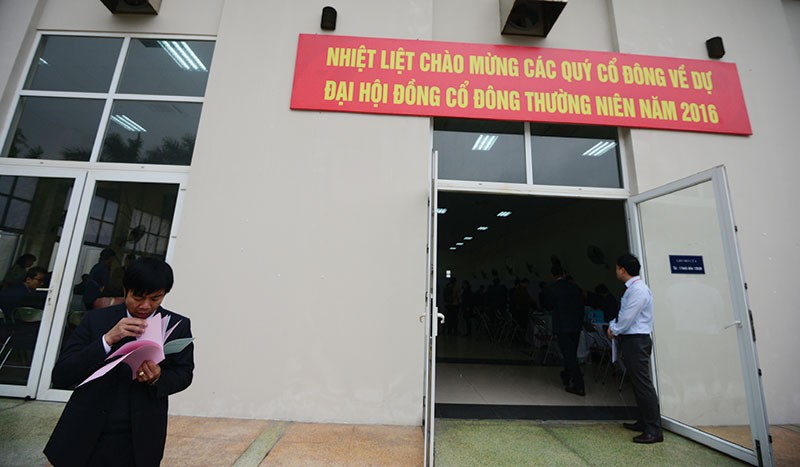 NHIỆT LIỆT CHÀO MỪNG CÁC QUÝ CỔ ĐÔNG VỀ DỰ
ĐẠI HỘI ĐỒNG CỔ ĐÔNG THƯỜNG NIÊN NĂM 2016